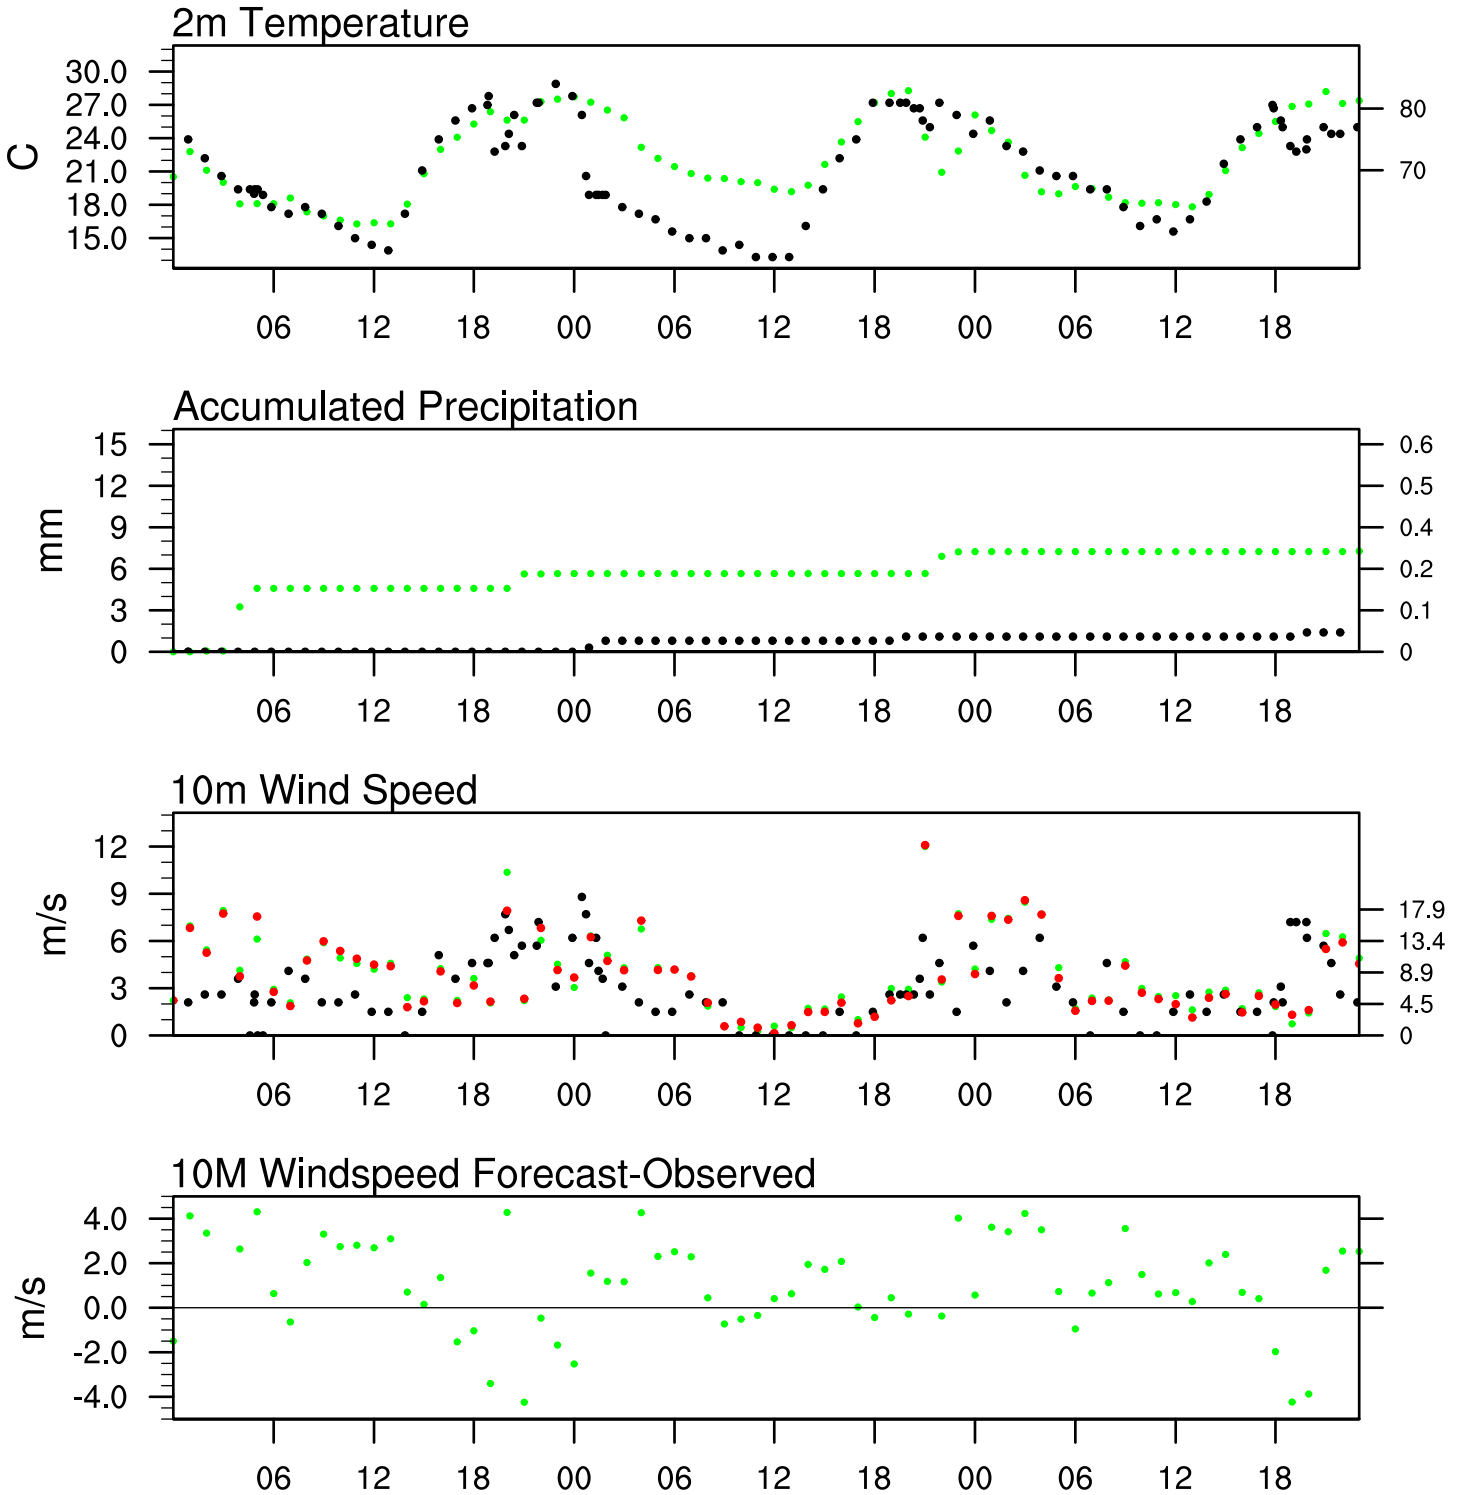 2m Temperature
30.0
27.0
24.0
21.0
18.0
15.0
C
80
70
06 12 18 00 06 12 18 00 06 12 18
Accumulated Precipitation
15
12
9
6
3
0
mm
0.6
0.5
0.4
0.2
0.1
0
06 12 18 00 06 12 18 00 06 12 18
10m Wind Speed
12
9
6
3
0
m/s
17.9
13.4
8.9
4.5
0
06 12 18 00 06 12 18 00 06 12 18
10M Windspeed Forecast-Observed
4.0
2.0
0.0
-2.0
-4.0
m/s
06 12 18 00 06 12 18 00 06 12 18